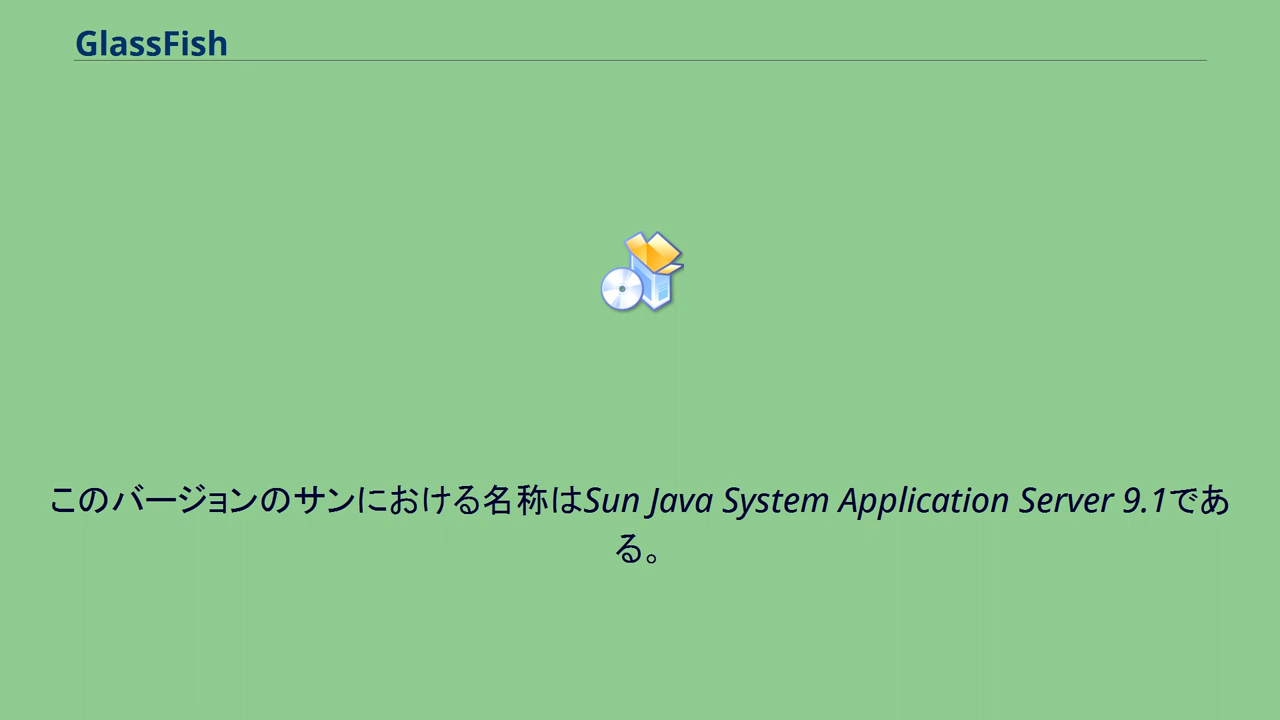 GlassFish
このバージョンのサンにおける名称はSun Java System Application Server 9.1であ
る。